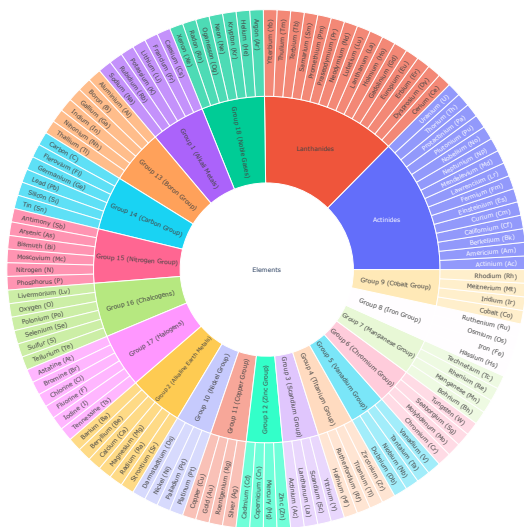 Elements
Lanthanides
Ytterbium (Yb)
Thulium (Tm)
Terbium (Tb)
Samarium (Sm)
Promethium (Pm)
Praseodymium (Pr)
Neodymium (Nd)
Lutetium (Lu)
Lanthanum (La)
Holmium (Ho)
Gadolinium (Gd)
Europium (Eu)
Erbium (Er)
Dysprosium (Dy)
Cerium (Ce)
Actinides
Uranium (U)
Thorium (Th)
Protactinium (Pa)
Plutonium (Pu)
Nobelium (No)
Neptunium (Np)
Mendelevium (Md)
Lawrencium (Lr)
Fermium (Fm)
Einsteinium (Es)
Curium (Cm)
Californium (Cf)
Berkelium (Bk)
Americium (Am)
Actinium (Ac)
Group 9 (Cobalt Group)
Rhodium (Rh)
Meitnerium (Mt)
Iridium (Ir)
Cobalt (Co)
Group 8 (Iron Group)
Ruthenium (Ru)
Osmium (Os)
Iron (Fe)
Hassium (Hs)
Group 7 (Manganese Group)
Technetium (Tc)
Rhenium (Re)
Manganese (Mn)
Bohrium (Bh)
Group 6 (Chromium Group)
Tungsten (W)
Seaborgium (Sg)
Molybdenum (Mo)
Chromium (Cr)
Group 5 (Vanadium Group)
Vanadium (V)
Tantalum (Ta)
Niobium (Nb)
Dubnium (Db)
Group 4 (Titanium Group)
Zirconium (Zr)
Titanium (Ti)
Rutherfordium (Rf)
Hafnium (Hf)
Group 3 (Scandium Group)
Yttrium (Y)
Scandium (Sc)
Lanthanum (La)
Actinium (Ac)
Group 12 (Zinc Group)
Zinc (Zn)
Mercury (Hg)
Copernicium (Cn)
Cadmium (Cd)
Group 11 (Copper Group)
Silver (Ag)
Roentgenium (Rg)
Gold (Au)
Copper (Cu)
Group 10 (Nickel Group)
Platinum (Pt)
Palladium (Pd)
Nickel (Ni)
Darmstadtium (Ds)
Group 2 (Alkaline Earth Metals)
Strontium (Sr)
Radium (Ra)
Magnesium (Mg)
Calcium (Ca)
Beryllium (Be)
Barium (Ba)
Group 17 (Halogens)
Tennessine (Ts)
Iodine (I)
Fluorine (F)
Chlorine (Cl)
Bromine (Br)
Astatine (At)
Group 16 (Chalcogens)
Tellurium (Te)
Sulfur (S)
Selenium (Se)
Polonium (Po)
Oxygen (O)
Livermorium (Lv)
Group 15 (Nitrogen Group)
Phosphorus (P)
Nitrogen (N)
Moscovium (Mc)
Bismuth (Bi)
Arsenic (As)
Antimony (Sb)
Group 14 (Carbon Group)
Tin (Sn)
Silicon (Si)
Lead (Pb)
Germanium (Ge)
Flerovium (Fl)
Carbon (C)
Group 13 (Boron Group)
Thallium (Tl)
Nihonium (Nh)
Indium (In)
Gallium (Ga)
Boron (B)
Aluminium (Al)
Group 1 (Alkali Metals)
Sodium (Na)
Rubidium (Rb)
Potassium (K)
Lithium (Li)
Francium (Fr)
Caesium (Cs)
Group 18 (Noble Gases)
Xenon (Xe)
Radon (Rn)
Oganesson (Og)
Neon (Ne)
Krypton (Kr)
Helium (He)
Argon (Ar)